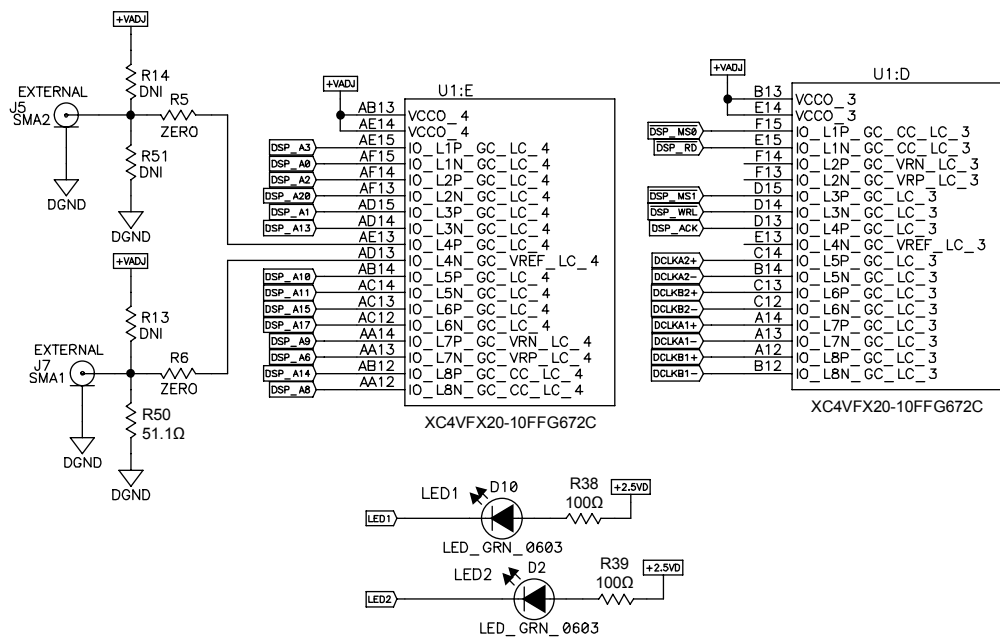 +VADJ
R14
DNI
EXTERNAL
J5
SMA2
R5
ZERO
R51
DNI
DGND
DGND
+VADJ
R13
DNI
EXTERNAL
J7
SMA1
R6
ZERO
R50
51.1Ω
DGND
DGND
U1:E
+VADJ
AB13 VCCO_4
AE14 VCCO_4
DSP_A3 AE15 IO_L1P_GC_LC_4
DSP_A0 AF15 IO_L1N_GC_LC_4
DSP_A2 AF14 IO_L2P_GC_LC_4
DSP_A20 AF13 IO_L2N_GC_LC_4
DSP_A1 AD15 IO_L3P_GC_LC_4
DSP_A13 AD14 IO_L3N_GC_LC_4
AE13 IO_L4P_GC_LC_4
AD13 IO_L4N_GC_VREF_LC_4
DSP_A10 AB14 IO_L5P_GC_LC_4
DSP_A11 AC14 IO_L5N_GC_LC_4
DSP_A15 AC13 IO_L6P_GC_LC_4
DSP_A17 AC12 IO_L6N_GC_LC_4
DSP_A9 AA14 IO_L7P_GC_VRN_LC_4
DSP_A6 AA13 IO_L7N_GC_VRP_LC_4
DSP_A14 AB12 IO_L8P_GC_CC_LC_4
DSP_A8 AA12 IO_L8N_GC_CC_LC_4
XC4VFX20-10FFG672C
U1:D
+VADJ
B13 VCCO_3
E14 VCCO_3
DSP_MS0 F15 IO_L1P_GC_CC_LC_3
DSP_RD E15 IO_L1N_GC_CC_LC_3
F14 IO_L2P_GC_VRN_LC_3
F13 IO_L2N_GC_VRP_LC_3
DSP_MS1 D15 IO_L3P_GC_LC_3
DSP_WRL D14 IO_L3N_GC_LC_3
DSP_ACK D13 IO_L4P_GC_LC_3
E13 IO_L4N_GC_VREF_LC_3
DCLKA2+ C14 IO_L5P_GC_LC_3
DCLKA2- B14 IO_L5N_GC_LC_3
DCLKB2+ C13 IO_L6P_GC_LC_3
DCLKB2- C12 IO_L6N_GC_LC_3
DCLKA1+ A14 IO_L7P_GC_LC_3
DCLKA1- A13 IO_L7N_GC_LC_3
DCLKB1+ A12 IO_L8P_GC_LC_3
DCLKB1- B12 IO_L8N_GC_LC_3
XC4VFX20-10FFG672C
LED1
LED1
D10
LED_GRN_0603
R38
100Ω
+2.5VD
LED2
LED2
D2
LED_GRN_0603
R39
100Ω
+2.5VD